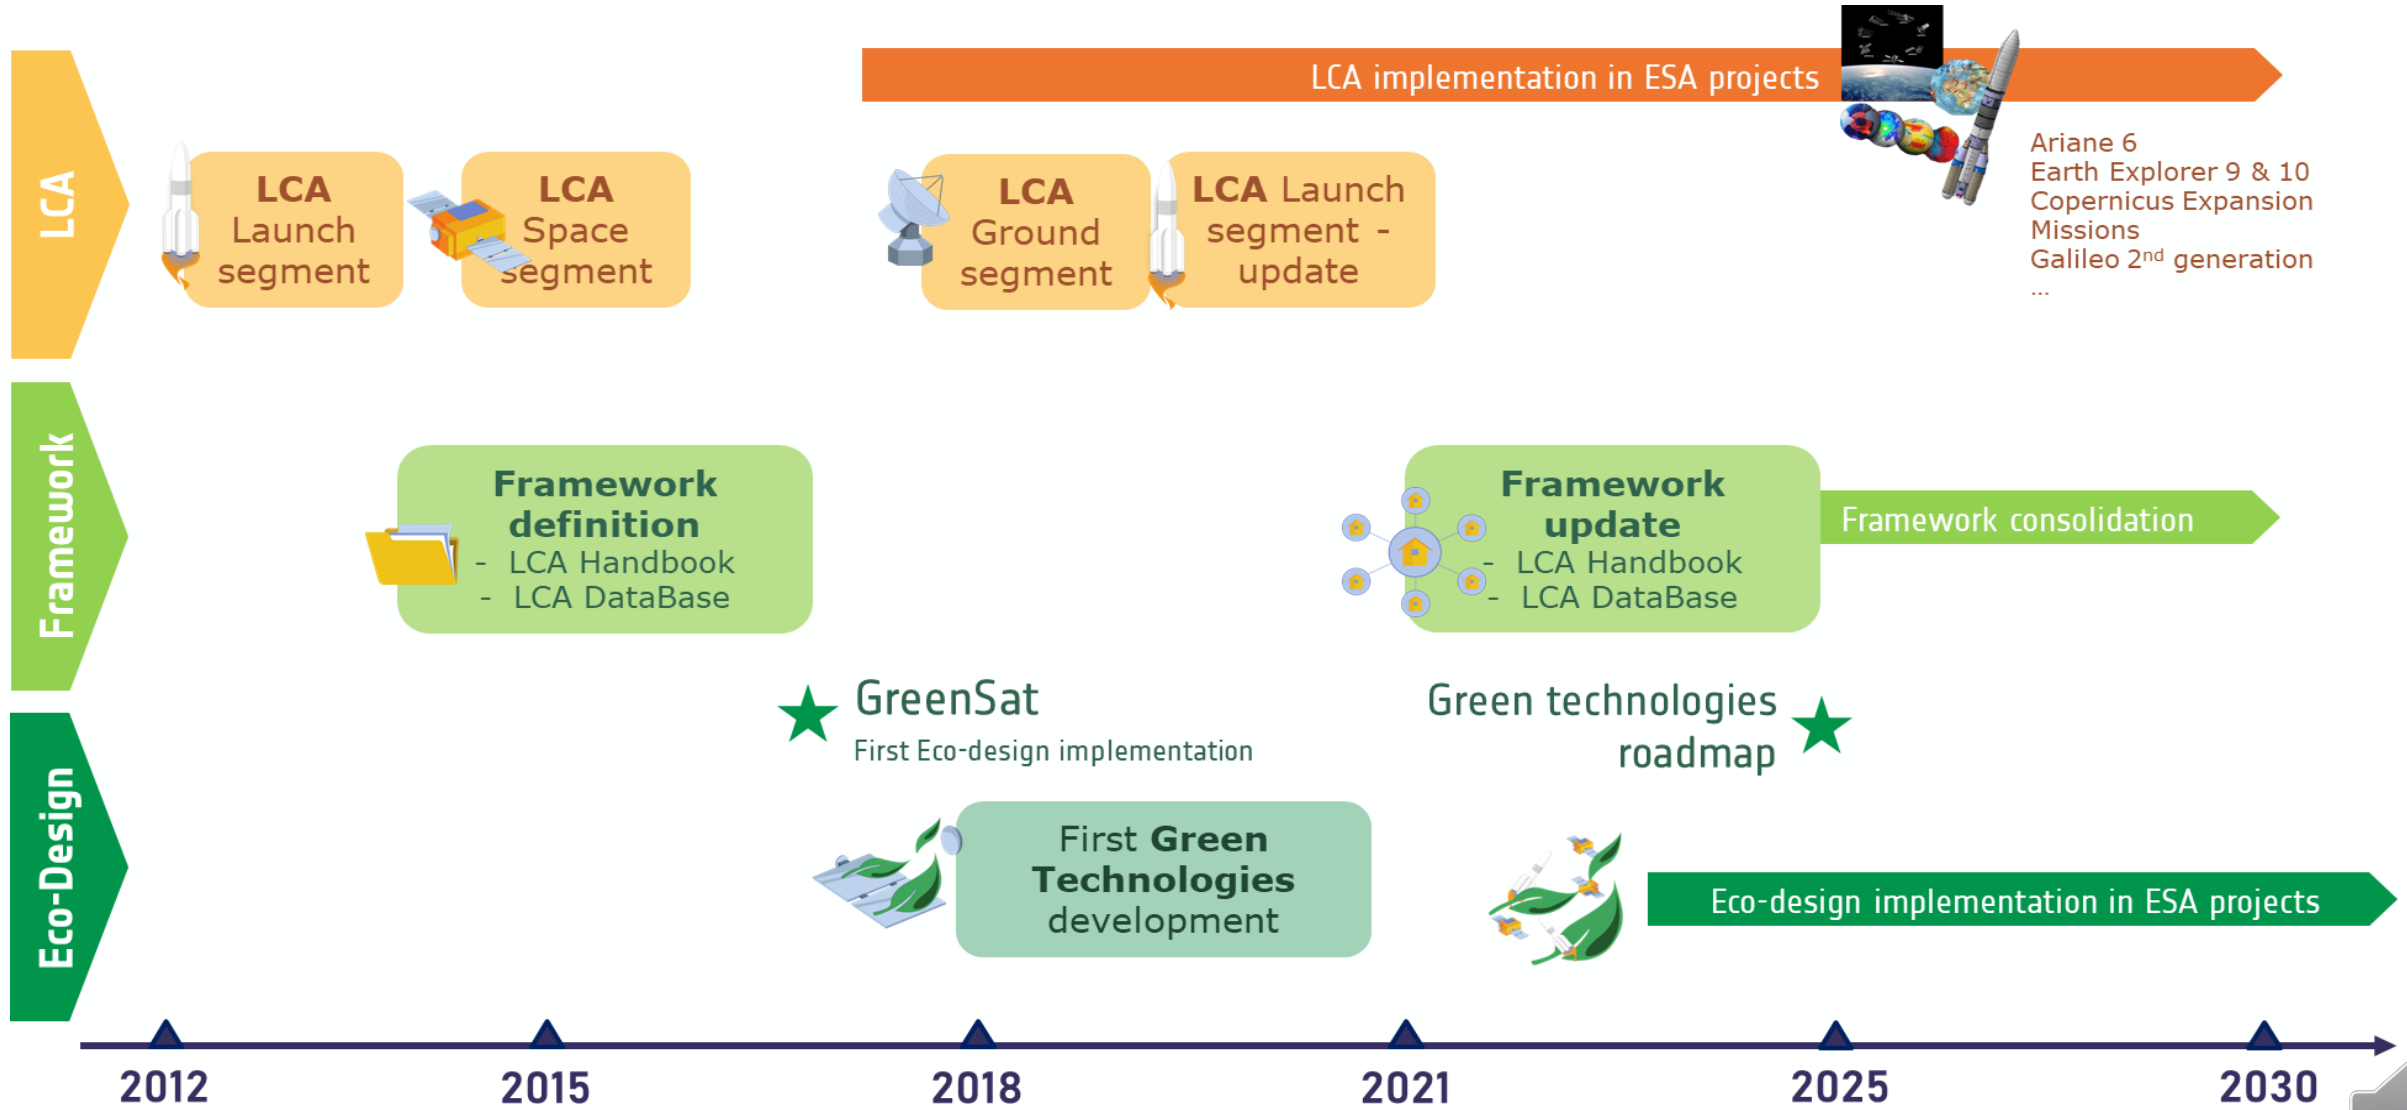 LCA
LCA implementation in ESA projects
LCA
Launch
segment
LCA
Space
segment
LCA
Ground
segment
LCA Launch
segment -
update
Ariane 6
Earth Explorer 9 & 10
Copernicus Expansion
Missions
Galileo 2nd generation
...
Framework
Framework
definition
- LCA Handbook
- LCA DataBase
Framework
update
- LCA Handbook
- LCA DataBase
Framework consolidation
Eco-Design
GreenSat
First Eco-design implementation
Green technologies
roadmap
First Green
Technologies
development
Eco-design implementation in ESA projects
2012
2015
2018
2021
2025
2030